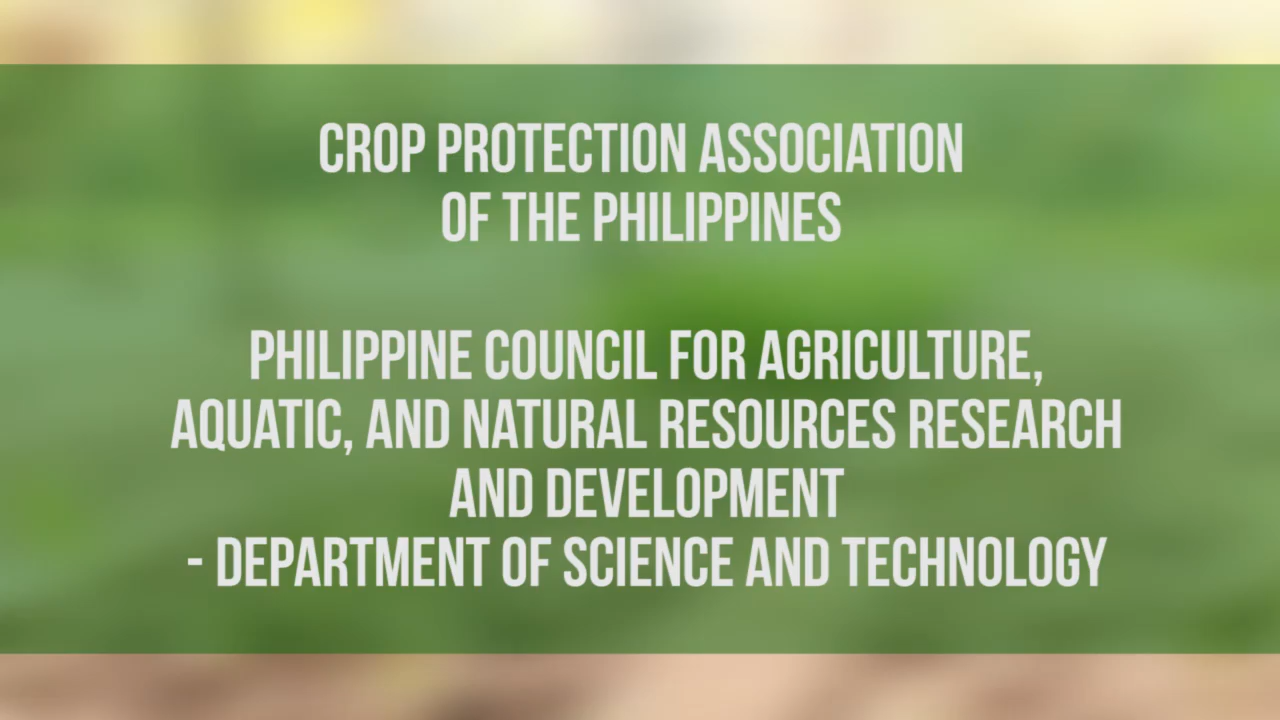 CROP PROTECTION ASSOCIATION
OF THE PHILIPPINES
PHILIPPINE COUNCIL FOR AGRICULTURE,
AQUATIC, AND NATURAL RESOURCES RESEARCH
AND DEVELOPMENT
- DEPARTMENT OF SCIENCE AND TECHNOLOGY